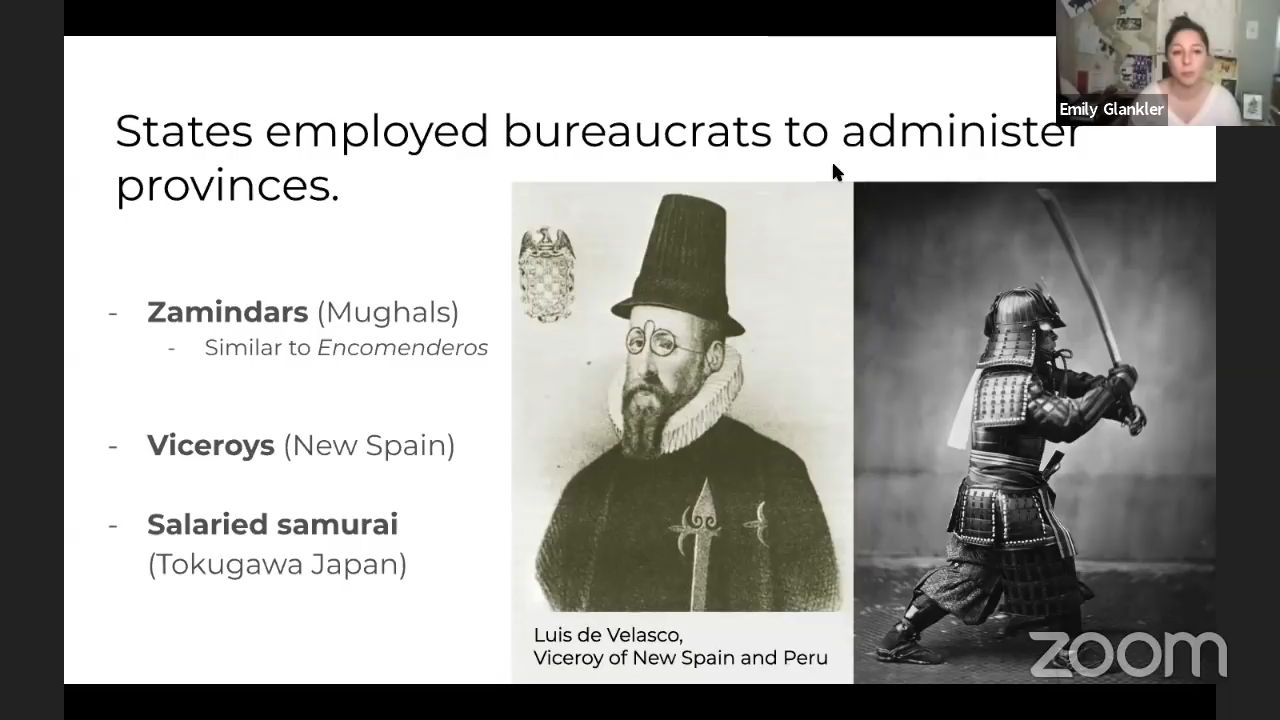 Emily Glankler
States employed bureaucrats to administer
provinces.
- Zamindars (Mughals)
- Similar to Encomenderos
- Viceroys (New Spain)
- Salaried samurai
(Tokugawa Japan)
Luis de Velasco,
Viceroy of New Spain and Peru
zoom